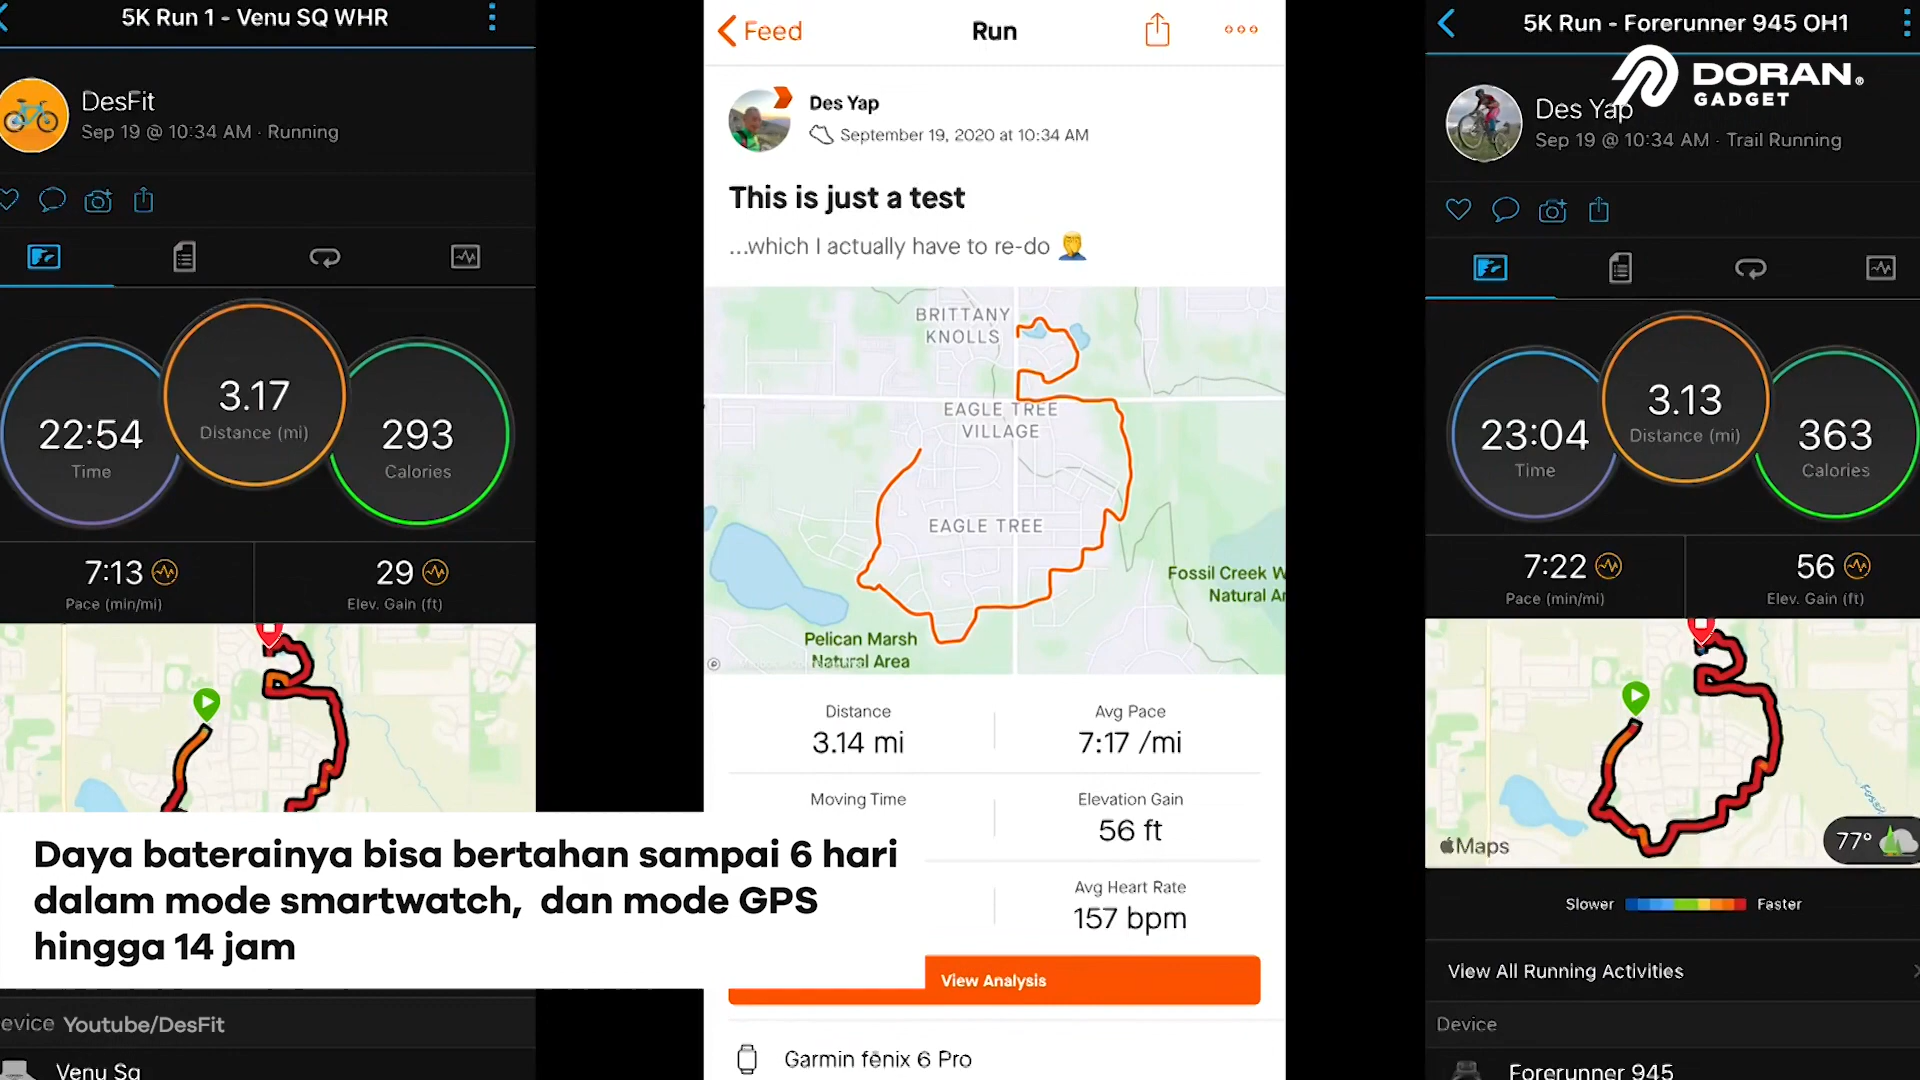 5K Run 1 - Venu SQ WHR
DesFit
Sep 19 @ 10:34 AM · Running
22:54
Time
3.17
Distance (mi)
293
Calories
7:13
Pace (min/mi)
29
Elev. Gain (ft)
Daya baterainya bisa bertahan sampai 6 hari
dalam mode smartwatch, dan mode GPS
hingga 14 jam
evice
Youtube/DesFit
Venu Sq
Feed
Run
Des Yap
September 19, 2020 at 10:34 AM
This is just a test
...which I actually have to re-do
BRITTANY
KNOLLS
EAGLE TREE
VILLAGE
EAGLE TREE
Fossil Creek W
Natural Ar
Pelican Marsh
Natural Area
Distance
3.14 mi
Avg Pace
7:17 /mi
Moving Time
Elevation Gain
56 ft
Avg Heart Rate
157 bpm
View Analysis
Garmin fēnix 6 Pro
5K Run - Forerunner 945 OH1
DORAN
GADGET
Des Yap
Sep 19 @ 10:34 AM · Trail Running
23:04
Time
3.13
Distance (mi)
363
Calories
7:22
Pace (min/mi)
56
Elev. Gain (ft)
Maps
77°
Slower
Faster
View All Running Activities
Device
Forerunner 945